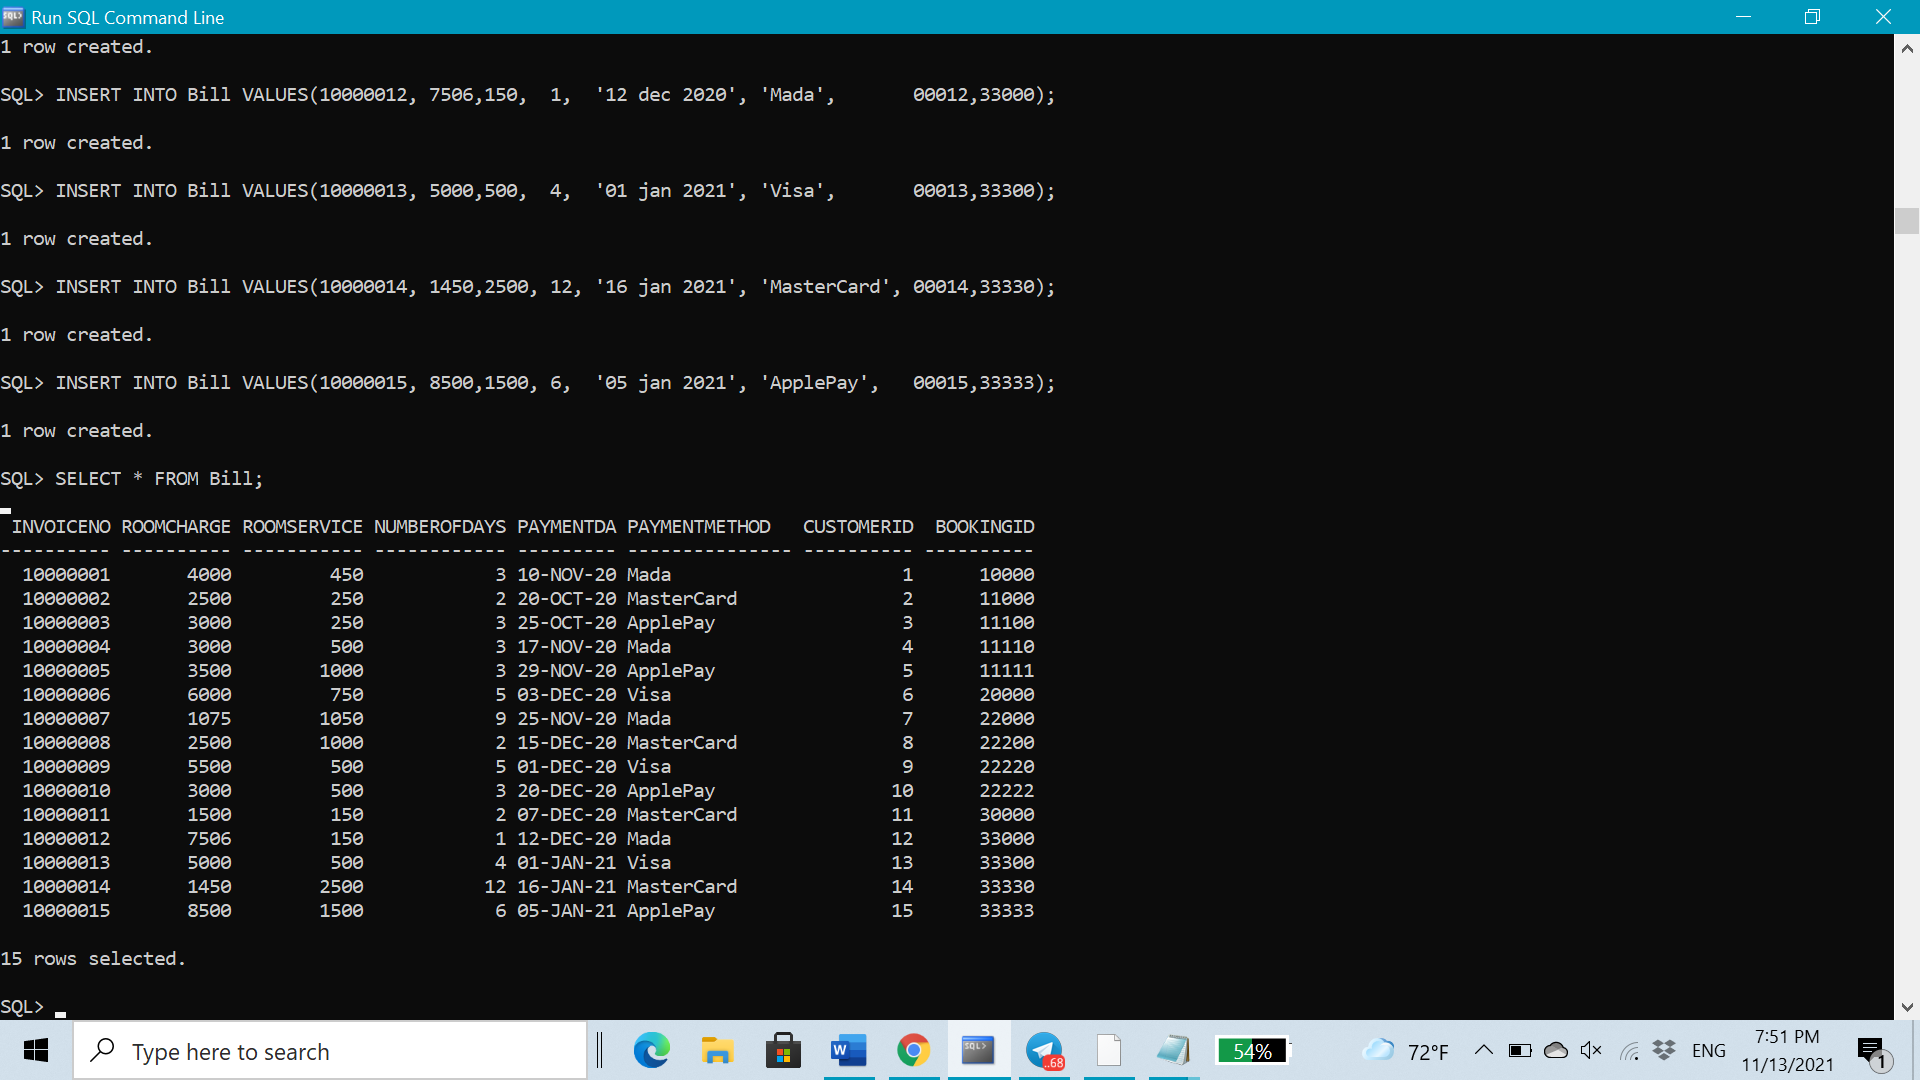 Run SQL Command Line
1 row created.
SQL> INSERT INTO Bill VALUES(10000012, 7506,150,  1,  '12 dec 2020', 'Mada',       00012,33000);
1 row created.
SQL> INSERT INTO Bill VALUES(10000013, 5000,500,  4,  '01 jan 2021', 'Visa',       00013,33300);
1 row created.
SQL> INSERT INTO Bill VALUES(10000014, 1450,2500, 12, '16 jan 2021', 'MasterCard', 00014,33330);
1 row created.
SQL> INSERT INTO Bill VALUES(10000015, 8500,1500, 6,  '05 jan 2021', 'ApplePay',   00015,33333);
1 row created.
SQL> SELECT * FROM Bill;
 INVOICENO ROOMCHARGE ROOMSERVICE NUMBEROFDAYS PAYMENTDA PAYMENTMETHOD   CUSTOMERID  BOOKINGID
---------- ---------- ----------- ------------ --------- --------------- ---------- ----------
  10000001       4000         450            3 10-NOV-20 Mada                     1      10000
  10000002       2500         250            2 20-OCT-20 MasterCard               2      11000
  10000003       3000         250            3 25-OCT-20 ApplePay                 3      11100
  10000004       3000         500            3 17-NOV-20 Mada                     4      11110
  10000005       3500        1000            3 29-NOV-20 ApplePay                 5      11111
  10000006       6000         750            5 03-DEC-20 Visa                     6      20000
  10000007       1075        1050            9 25-NOV-20 Mada                     7      22000
  10000008       2500        1000            2 15-DEC-20 MasterCard               8      22200
  10000009       5500         500            5 01-DEC-20 Visa                     9      22220
  10000010       3000         500            3 20-DEC-20 ApplePay                10      22222
  10000011       1500         150            2 07-DEC-20 MasterCard              11      30000
  10000012       7506         150            1 12-DEC-20 Mada                    12      33000
  10000013       5000         500            4 01-JAN-21 Visa                    13      33300
  10000014       1450        2500           12 16-JAN-21 MasterCard              14      33330
  10000015       8500        1500            6 05-JAN-21 ApplePay                15      33333
15 rows selected.
SQL>
Type here to search
W
SQL>
..68
54%
72°F
ENG
7:51 PM
11/13/2021
1